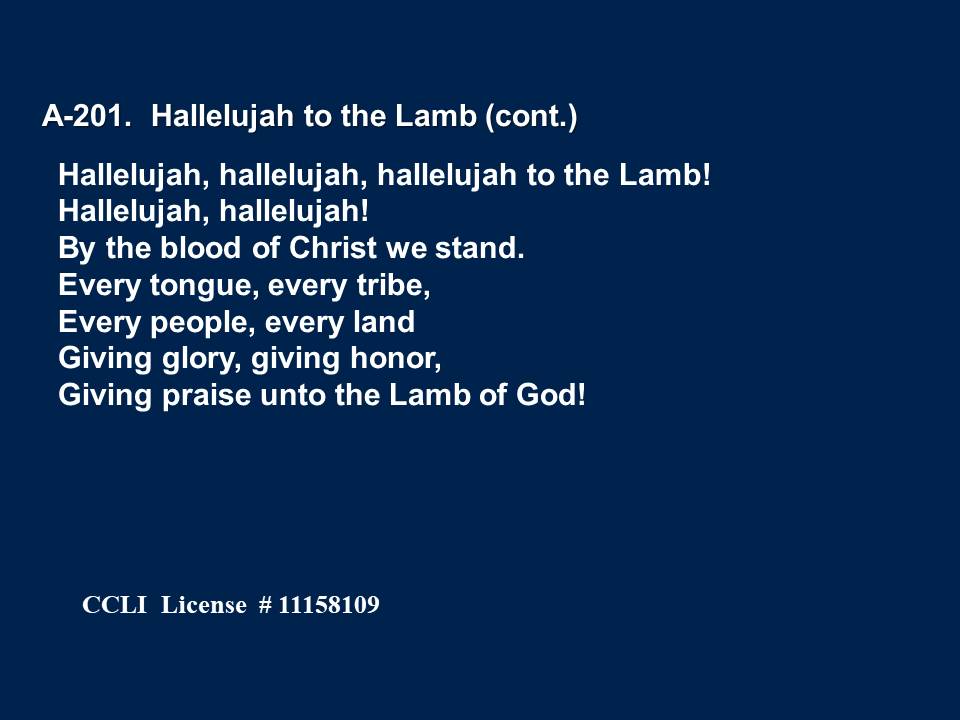 A-201. Hallelujah to the Lamb (cont.)
Hallelujah, hallelujah, hallelujah to the Lamb!
Hallelujah, hallelujah!
By the blood of Christ we stand.
Every tongue, every tribe,
Every people, every land
Giving glory, giving honor,
Giving praise unto the Lamb of God!
CCLI License # 11158109